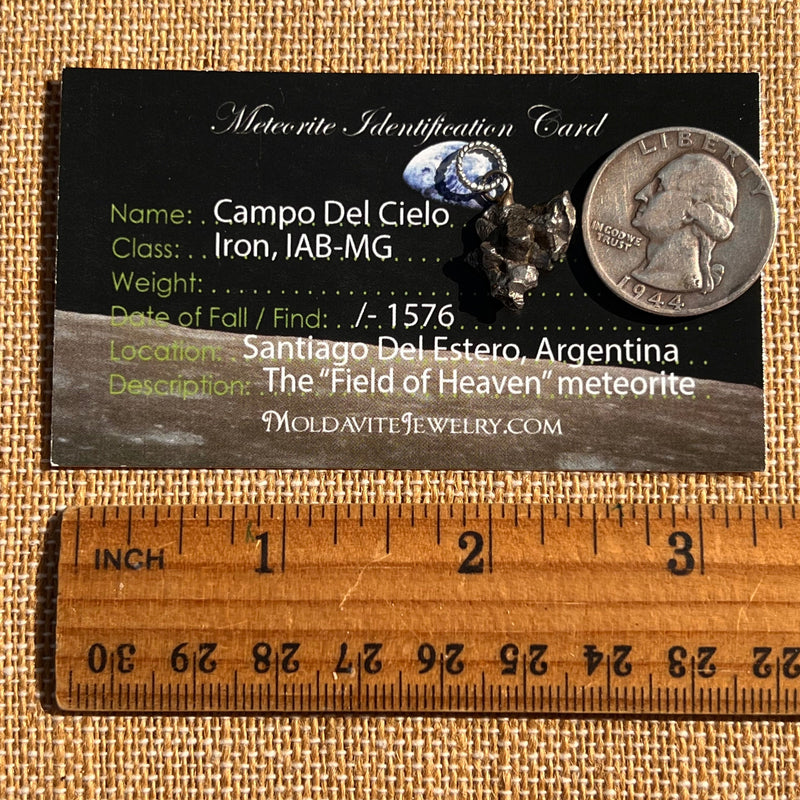 Meteorite Identification Card
Name: . Campo Del Cielo
Class: . . Iron, IAB-MG
Weight:
Date of Fall / Find: . . /- 1576
Location: . . Santiago Del Estero, Argentina . .
Description: The “Field of Heaven” meteorite
MOLDAVITEJEWELRY.COM
LIBERTY
IN GOD WE
TRUST
1944
INCH 1 2 3
30 29 28 27 26 25 24 23 22